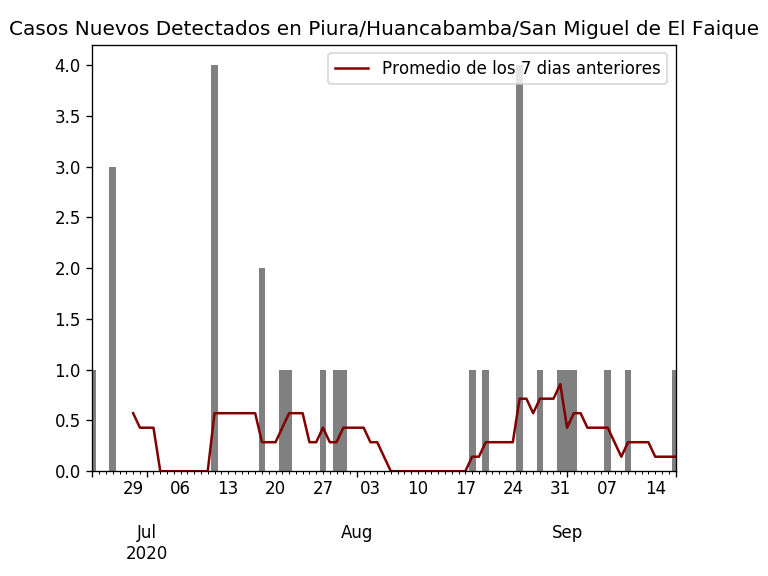 Casos Nuevos Detectados en Piura/Huancabamba/San Miguel de El Faique
Promedio de los 7 dias anteriores
4.0
3.5
3.0
2.5
2.0
1.5
1.0
0.5
0.0
29 06 13 20 27 03 10 17 24 31 07 14
Jul Aug Sep
2020